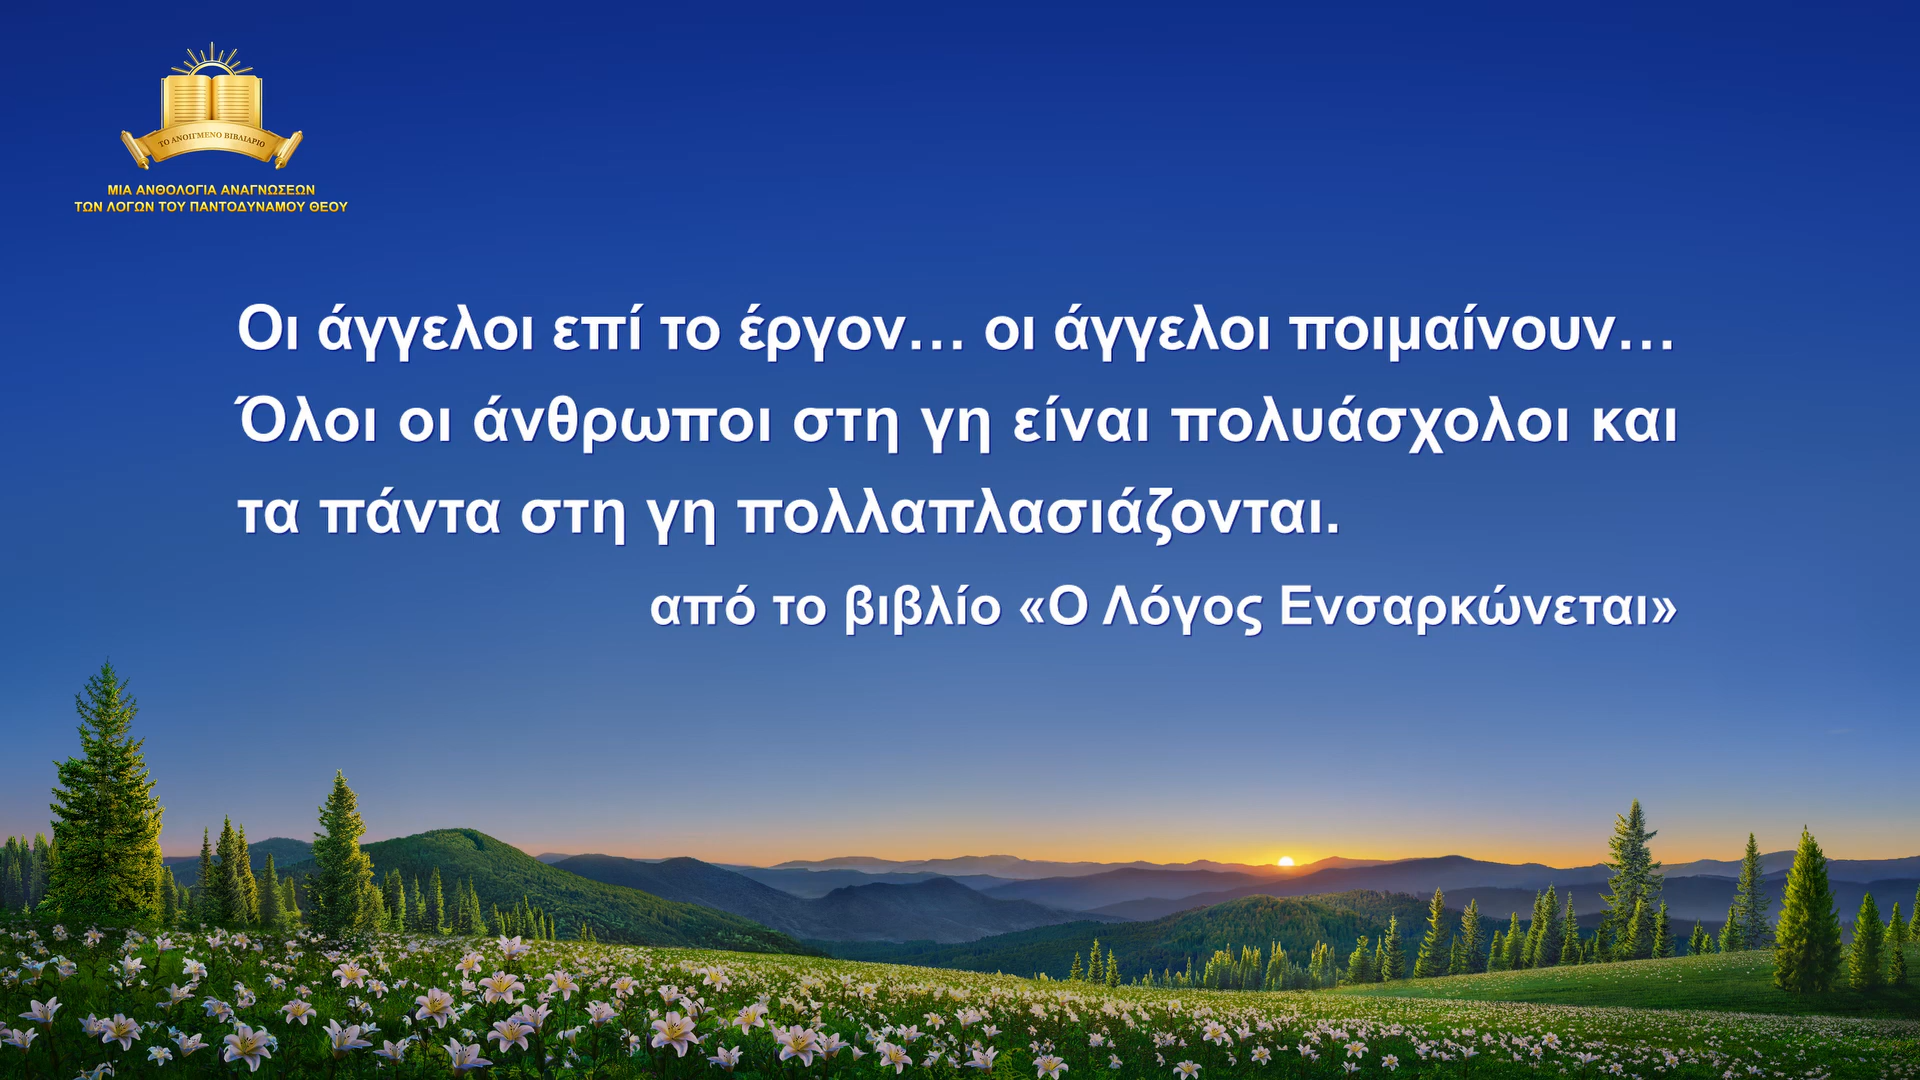 ΤΟ ΑΝΟΙΓΜΕΝΟ ΒΙΒΛΙΑΡΙΟ
ΜΙΑ ΑΝΘΟΛΟΓΙΑ ΑΝΑΓΝΩΣΕΩΝ
ΤΩΝ ΛΟΓΩΝ ΤΟΥ ΠΑΝΤΟΔΥΝΑΜΟΥ ΘΕΟΥ
Οι άγγελοι επί το έργον… οι άγγελοι ποιμαίνουν…
Όλοι οι άνθρωποι στη γη είναι πολυάσχολοι και
τα πάντα στη γη πολλαπλασιάζονται.
από το βιβλίο «Ο Λόγος Ενσαρκώνεται»